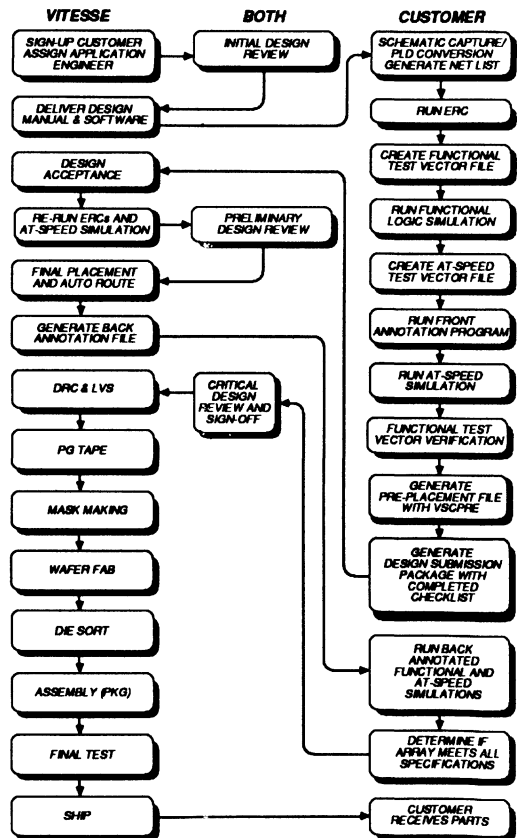 VITESSE
BOTH
CUSTOMER
SIGN-UP CUSTOMER
ASSIGN APPLICATION
ENGINEER
INITIAL DESIGN
REVIEW
SCHEMATIC CAPTURE/
PLD CONVERSION
GENERATE NET LIST
DELIVER DESIGN
MANUAL & SOFTWARE
RUN ERC
DESIGN
ACCEPTANCE
CREATE FUNCTIONAL
TEST VECTOR FILE
RE-RUN ERCs AND
AT-SPEED SIMULATION
PRELIMINARY
DESIGN REVIEW
RUN FUNCTIONAL
LOGIC SIMULATION
FINAL PLACEMENT
AND AUTO ROUTE
CREATE AT-SPEED
TEST VECTOR FILE
GENERATE BACK
ANNOTATION FILE
RUN FRONT
ANNOTATION PROGRAM
DRC & LVS
CRITICAL
DESIGN
REVIEW AND
SIGN-OFF
RUN AT-SPEED
SIMULATION
PG TAPE
FUNCTIONAL TEST
VECTOR VERIFICATION
MASK MAKING
GENERATE
PRE-PLACEMENT FILE
WITH VSCPRE
WAFER FAB
GENERATE
DESIGN SUBMISSION
PACKAGE WITH
COMPLETED
CHECKLIST
DIE SORT
RUN BACK
ANNOTATED
FUNCTIONAL AND
AT-SPEED
SIMULATIONS
ASSEMBLY (PKG)
FINAL TEST
DETERMINE IF
ARRAY MEETS ALL
SPECIFICATIONS
SHIP
CUSTOMER
RECEIVES PARTS